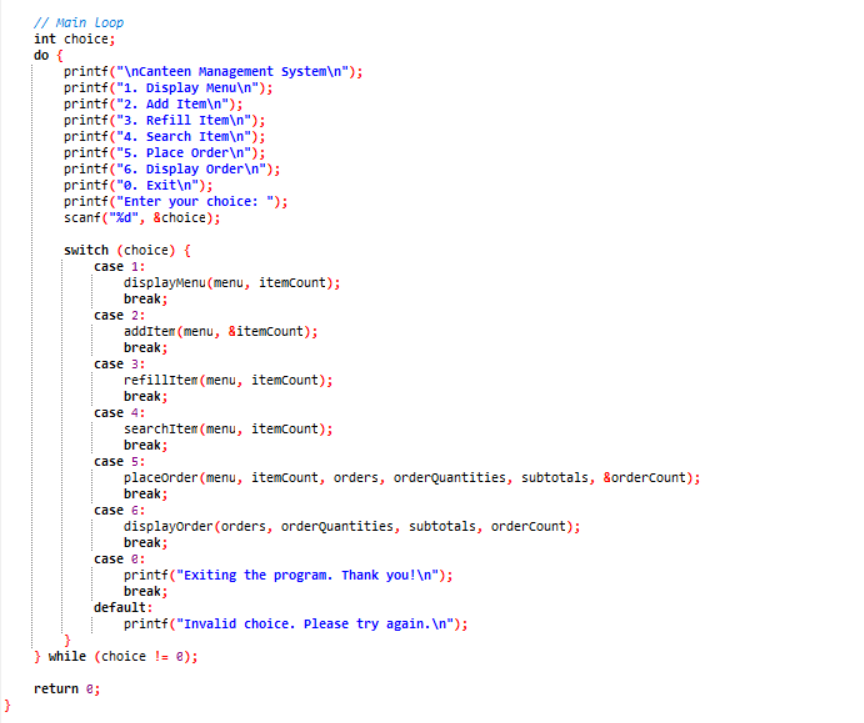 // Main Loop
int choice;
do {
    printf("\nCanteen Management System\n");
    printf("1. Display Menu\n");
    printf("2. Add Item\n");
    printf("3. Refill Item\n");
    printf("4. Search Item\n");
    printf("5. Place Order\n");
    printf("6. Display Order\n");
    printf("0. Exit\n");
    printf("Enter your choice: ");
    scanf("%d", &choice);

    switch (choice) {
        case 1:
            displayMenu(menu, itemCount);
            break;
        case 2:
            addItem(menu, &itemCount);
            break;
        case 3:
            refillItem(menu, itemCount);
            break;
        case 4:
            searchItem(menu, itemCount);
            break;
        case 5:
            placeOrder(menu, itemCount, orders, orderQuantities, subtotals, &orderCount);
            break;
        case 6:
            displayOrder(orders, orderQuantities, subtotals, orderCount);
            break;
        case 0:
            printf("Exiting the program. Thank you!\n");
            break;
        default:
            printf("Invalid choice. Please try again.\n");
    }
} while (choice != 0);

return 0;
}